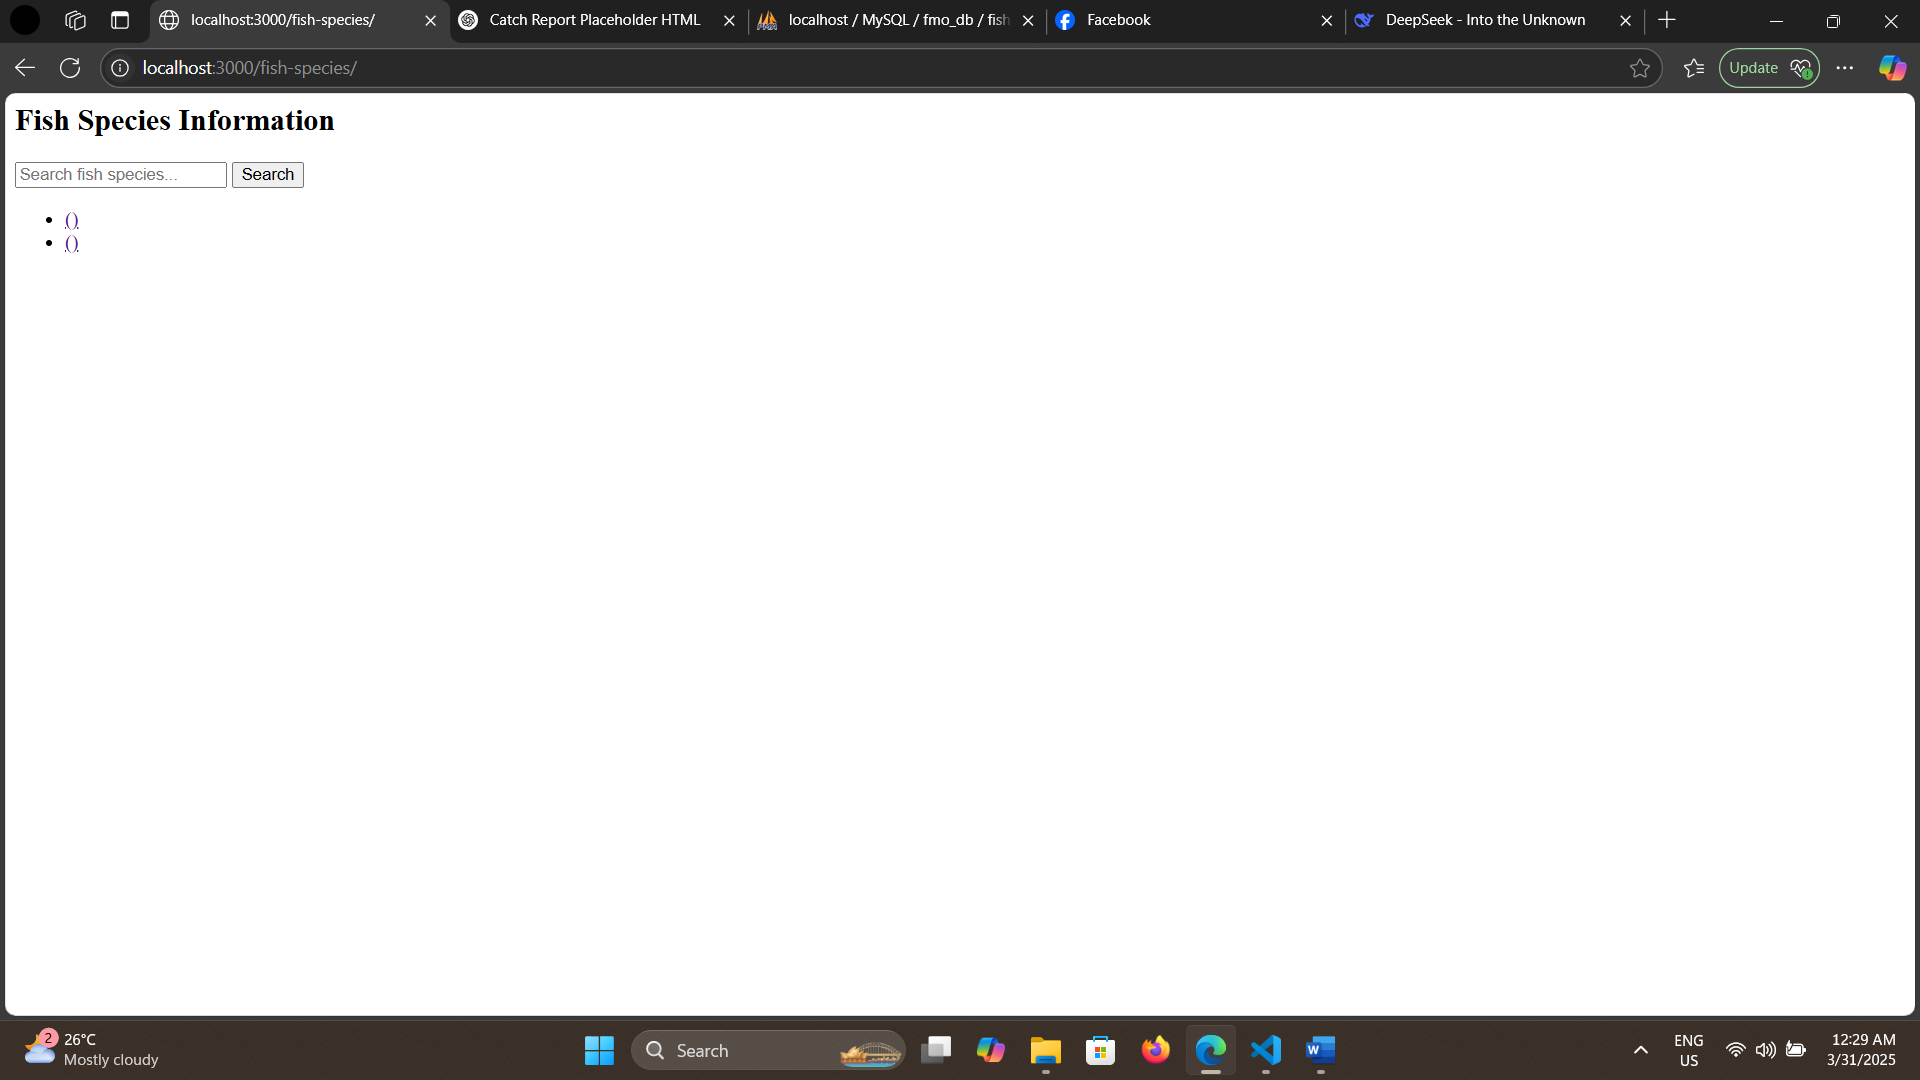 localhost:3000/fish-species/
Catch Report Placeholder HTML
localhost / MySQL / fmo_db / fish
Facebook
DeepSeek - Into the Unknown
localhost:3000/fish-species/
Update
Fish Species Information
Search fish species...
Search
()
()
2
26°C
Mostly cloudy
Search
ENG
US
12:29 AM
3/31/2025